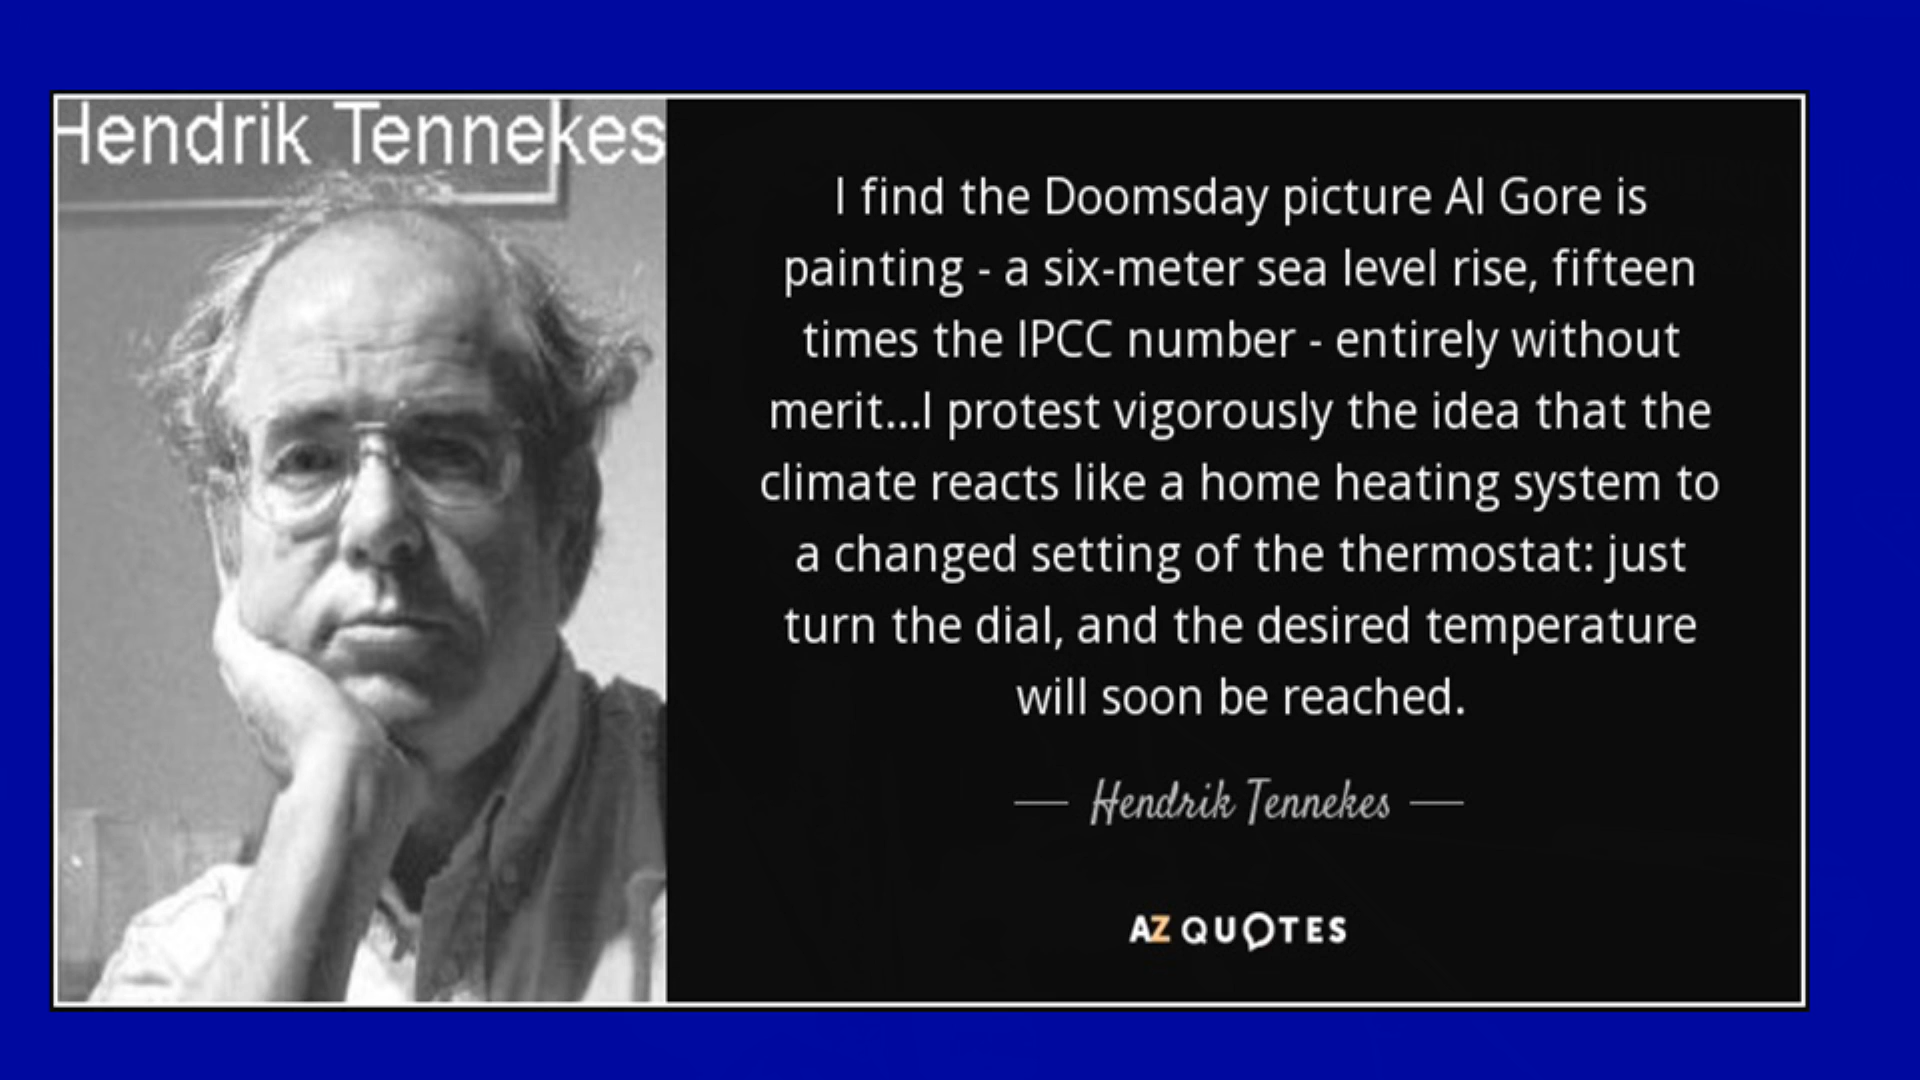 Hendrik Tennekes
I find the Doomsday picture Al Gore is
painting - a six-meter sea level rise, fifteen
times the IPCC number - entirely without
merit...I protest vigorously the idea that the
climate reacts like a home heating system to
a changed setting of the thermostat: just
turn the dial, and the desired temperature
will soon be reached.
Hendrik Tennekes
AZ QUOTES